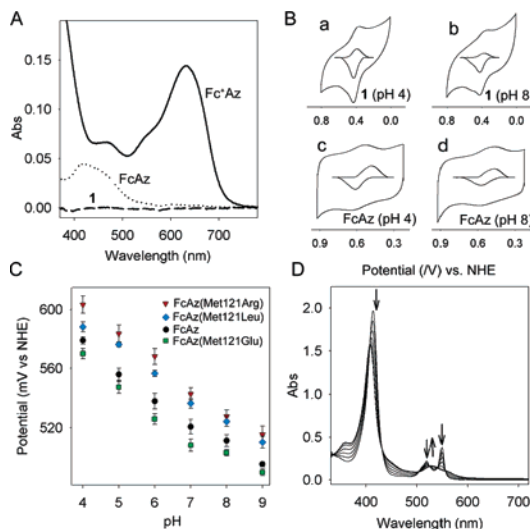 A
Abs
0.15
0.10
0.05
0.00
Fc⁺Az
FcAz
1
400 500 600 700
Wavelength (nm)
B
a
b
0.8 0.4 0.0
1 (pH 4)
0.8 0.4 0.0
1 (pH 8)
c
d
FcAz (pH 4)
FcAz (pH 8)
0.9 0.6 0.3
0.9 0.6 0.3
Potential (/V) vs. NHE
C
Potential (mV vs NHE)
600
560
520
FcAz(Met121Arg)
FcAz(Met121Leu)
FcAz
FcAz(Met121Glu)
4 5 6 7 8 9
pH
D
Abs
2.0
1.5
1.0
0.5
0.0
400 500 600 700
Wavelength (nm)